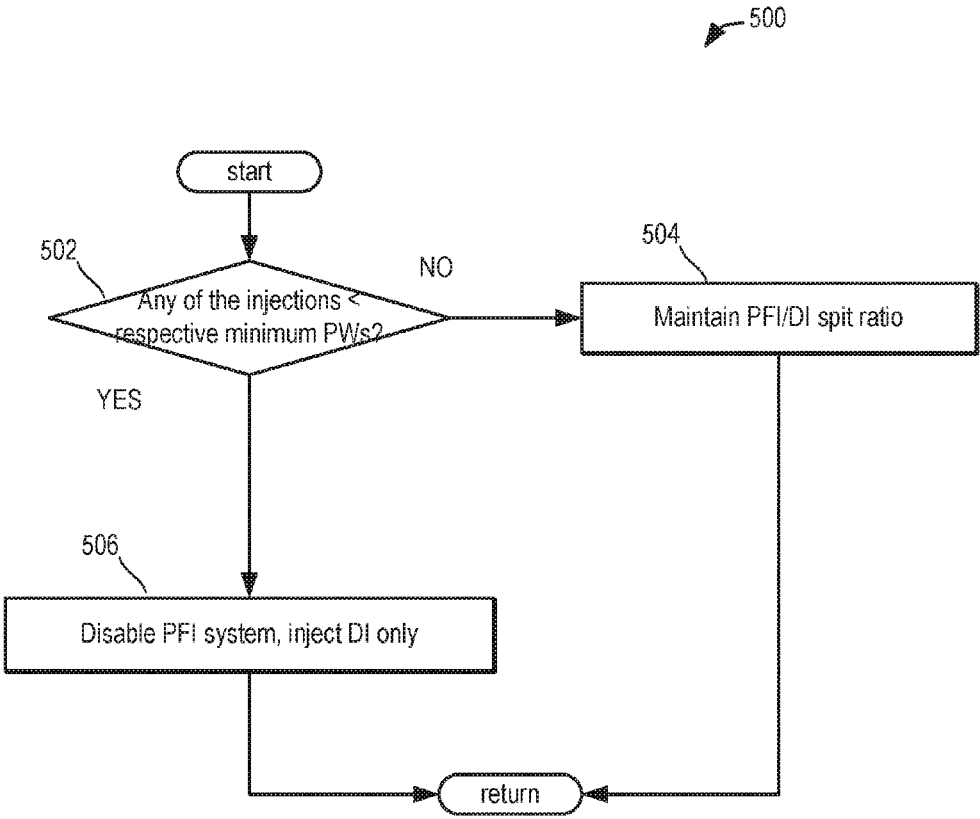 500
start
502
Any of the injections <
respective minimum PWs?
NO
504
Maintain PFI/DI spit ratio
YES
506
Disable PFI system, inject DI only
return